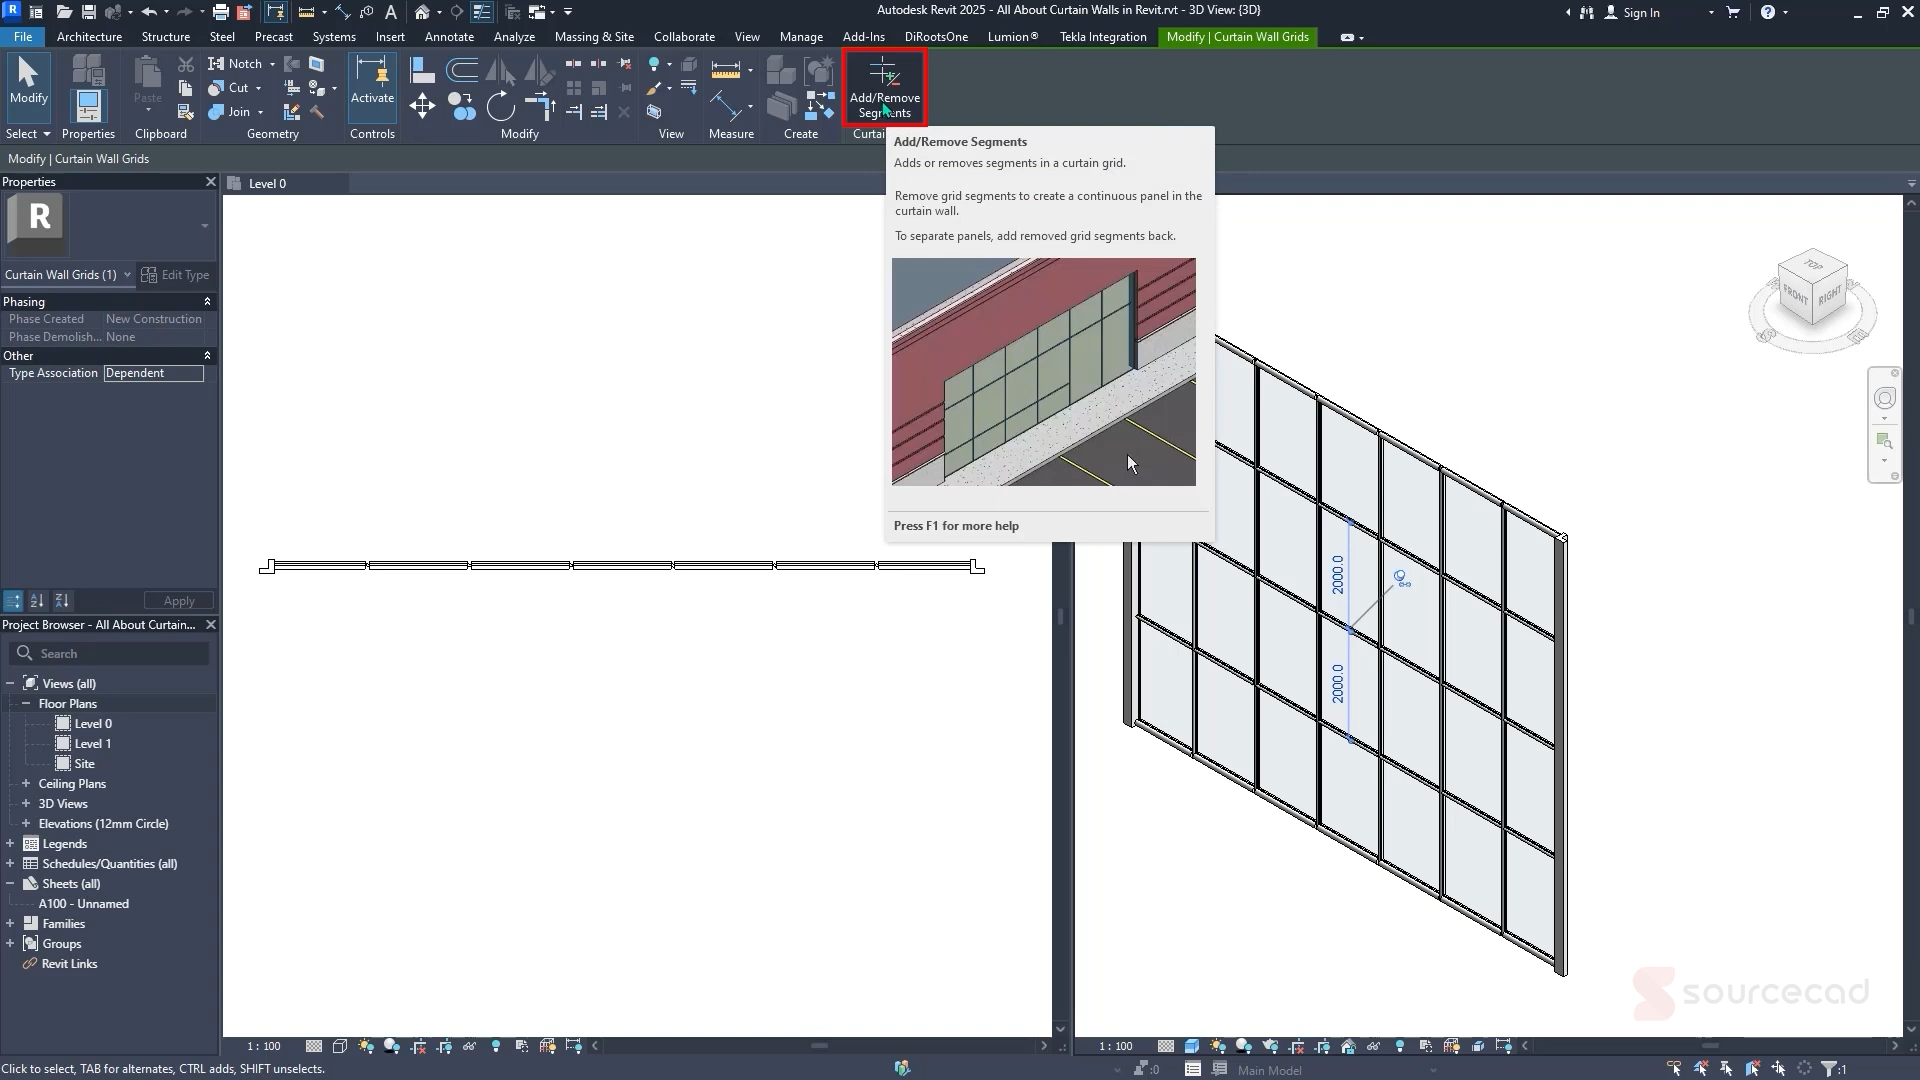 Autodesk Revit 2025 - All About Curtain Walls in Revit.rvt - 3D View: {3D}
Sign In
File
Architecture
Structure
Steel
Precast
Systems
Insert
Annotate
Analyze
Massing & Site
Collaborate
View
Manage
Add-Ins
DiRootsOne
Lumion®
Tekla Integration
Modify | Curtain Wall Grids
Modify
Paste
Notch
Cut
Join
Activate
Add/Remove
Segments
Select
Properties
Clipboard
Geometry
Controls
Modify
View
Measure
Create
Modify | Curtain Wall Grids
Add/Remove Segments
Adds or removes segments in a curtain grid.
Remove grid segments to create a continuous panel in the
curtain wall.
To separate panels, add removed grid segments back.
Press F1 for more help
Properties
Level 0
R
Curtain Wall Grids (1)
Edit Type
Phasing
Phase Created New Construction
Phase Demolish... None
Other
Type Association Dependent
Apply
Project Browser - All About Curtain...
Search
Views (all)
Floor Plans
Level 0
Level 1
Site
Ceiling Plans
3D Views
Elevations (12mm Circle)
Legends
Schedules/Quantities (all)
Sheets (all)
A100 - Unnamed
Families
Groups
Revit Links
TOP
FRONT
RIGHT
2000.0
2000.0
sourcecad
1 : 100
1 : 100
Click to select, TAB for alternates, CTRL adds, SHIFT unselects.
:0
Main Model
:1